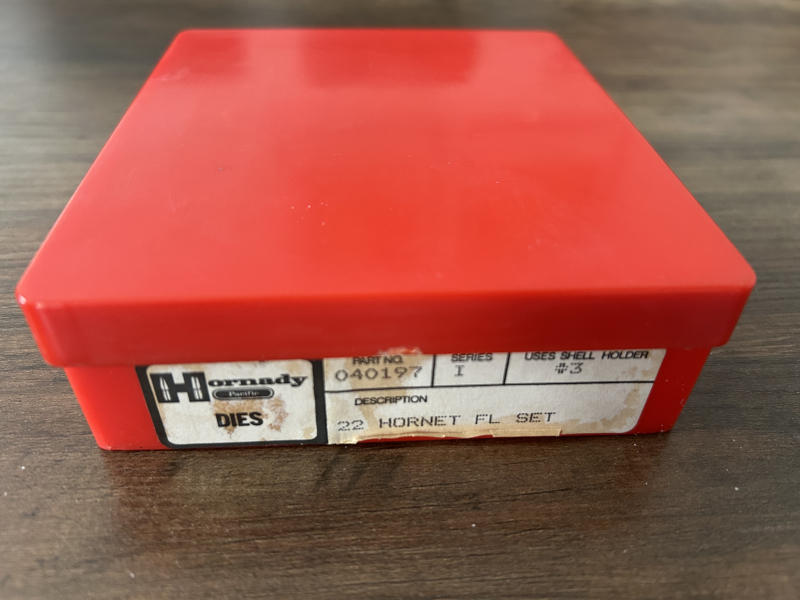 Hornady
Pacific
DIES
PART NO.
040197
SERIES
I
USES SHELL HOLDER
#3
DESCRIPTION
22 HORNET FL SET